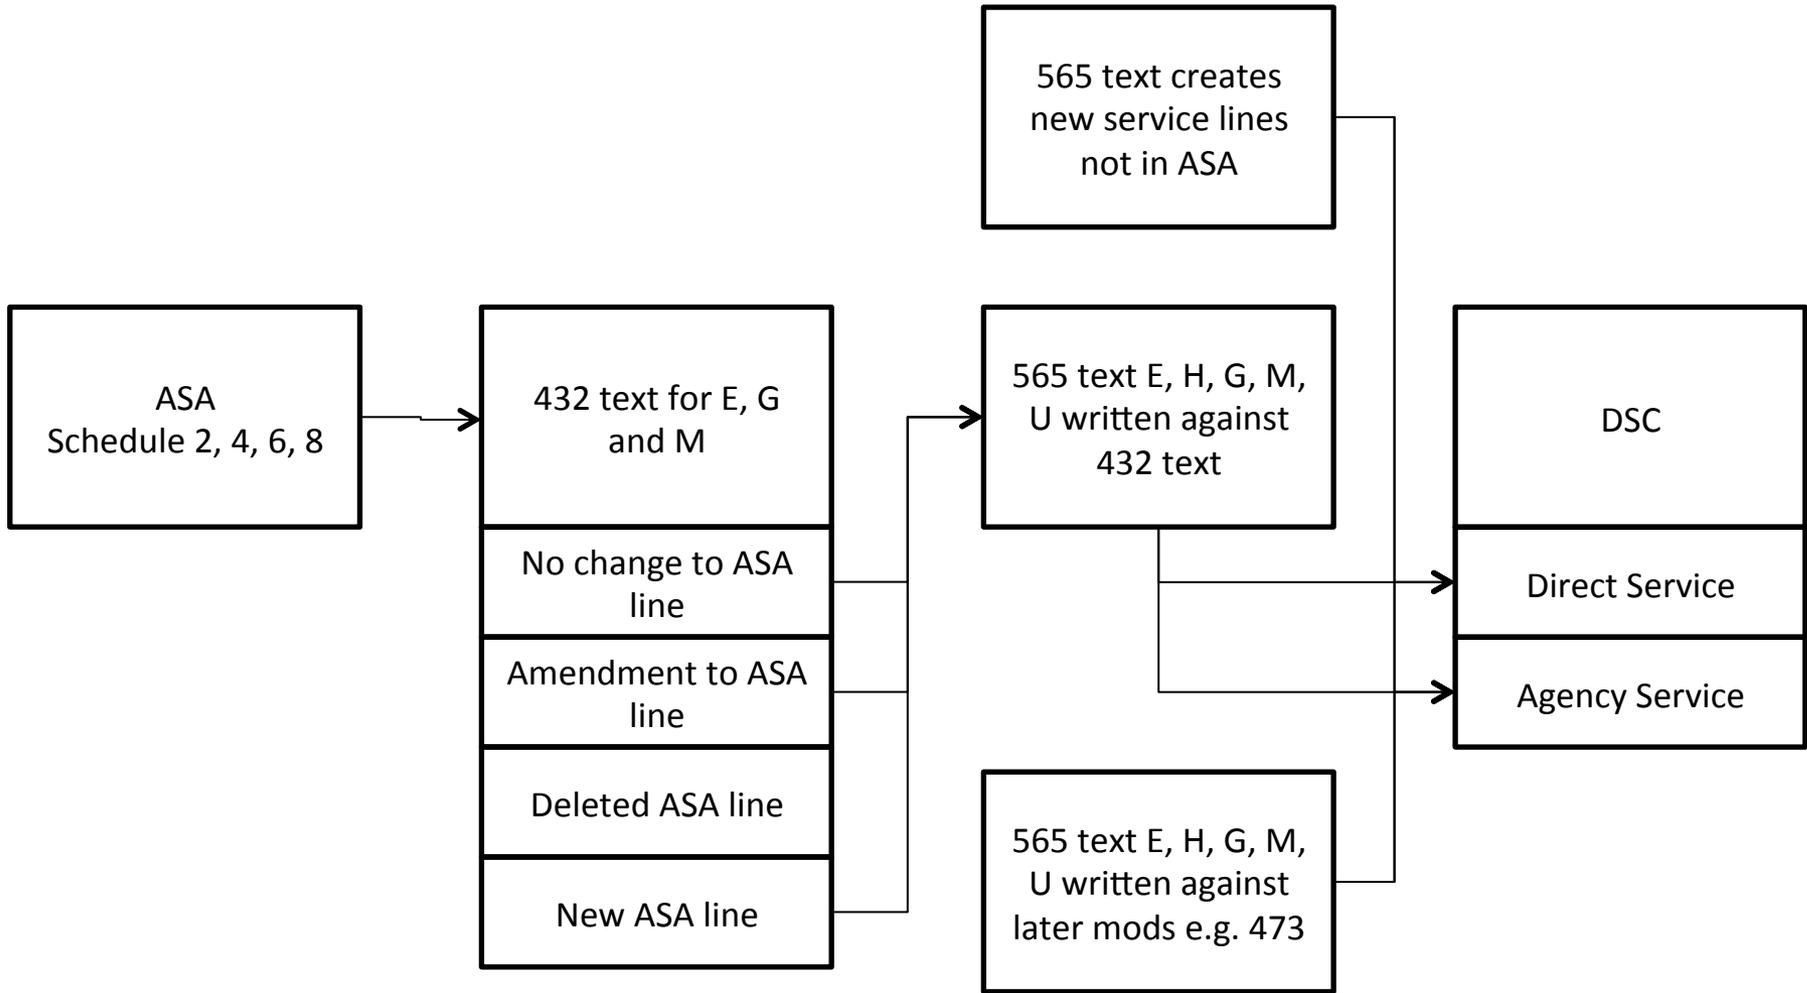 565 text creates
new service lines
not in ASA
ASA
Schedule 2, 4, 6, 8
432 text for E, G
and M
No change to ASA
line
Amendment to ASA
line
Deleted ASA line
New ASA line
565 text E, H, G, M,
U written against
432 text
565 text E, H, G, M,
U written against
later mods e.g. 473
DSC
Direct Service
Agency Service